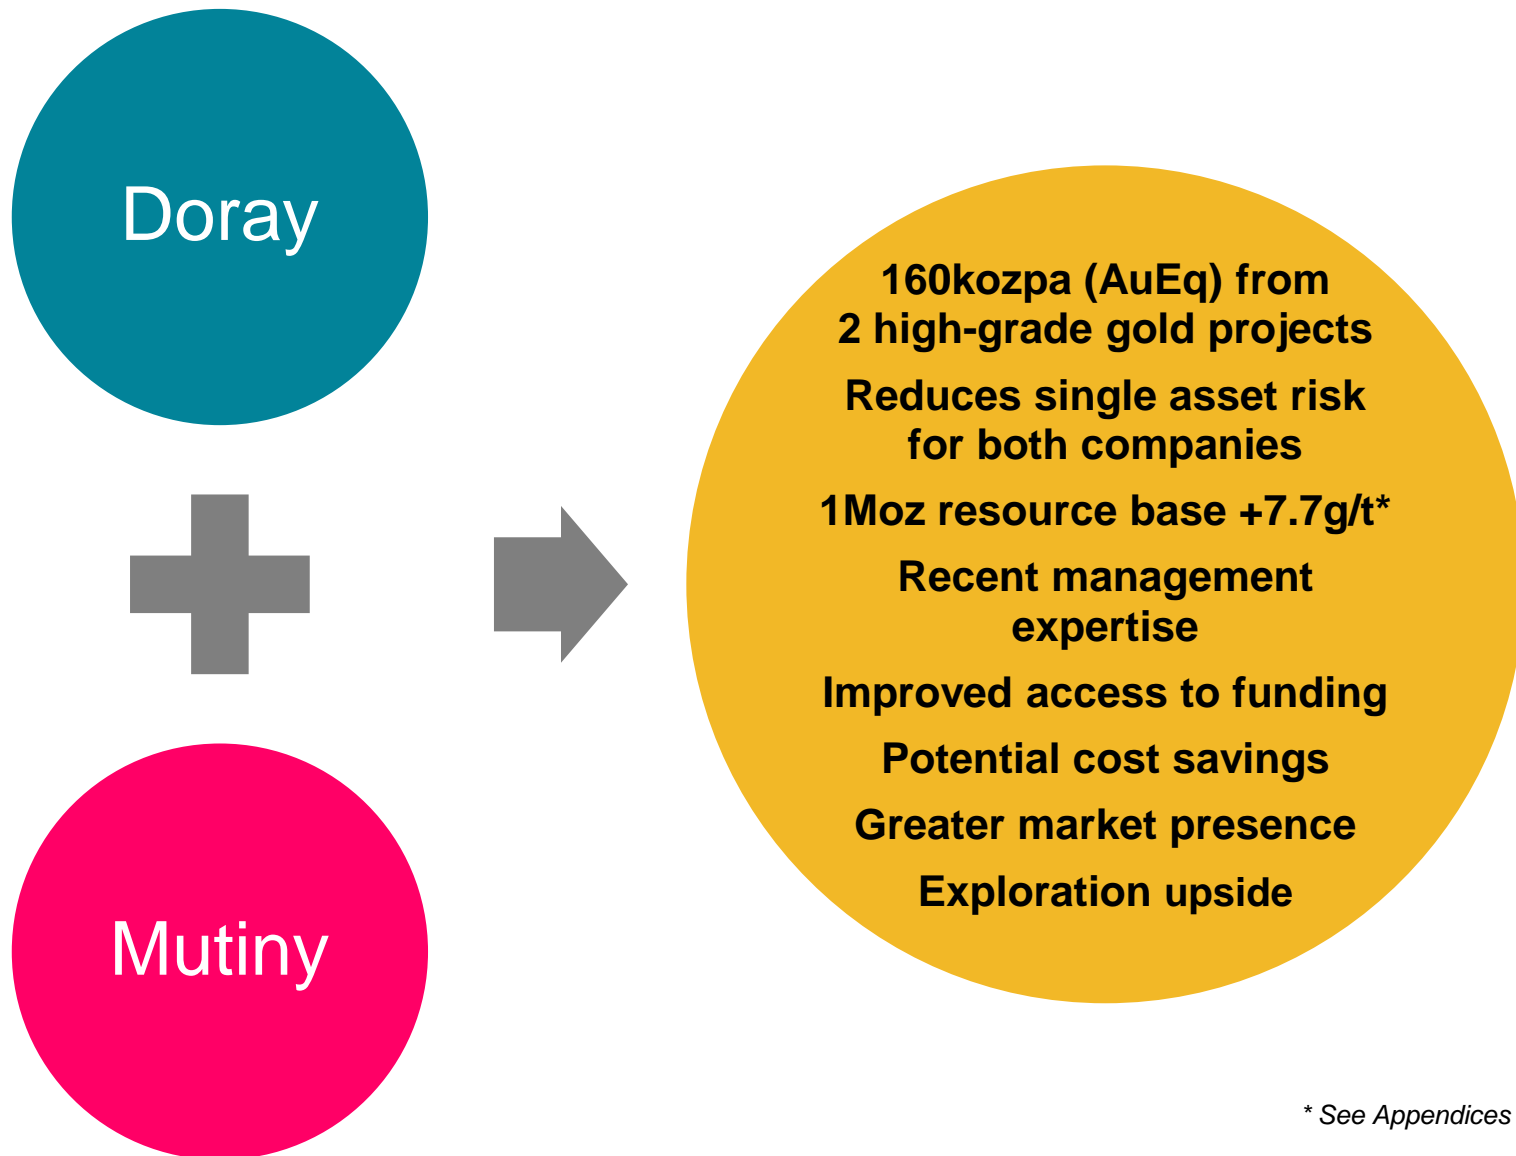 Doray
Mutiny
160kozpa (AuEq) from
2 high-grade gold projects
Reduces single asset risk
for both companies
1Moz resource base +7.7g/t*
Recent management
expertise
Improved access to funding
Potential cost savings
Greater market presence
Exploration upside
* See Appendices